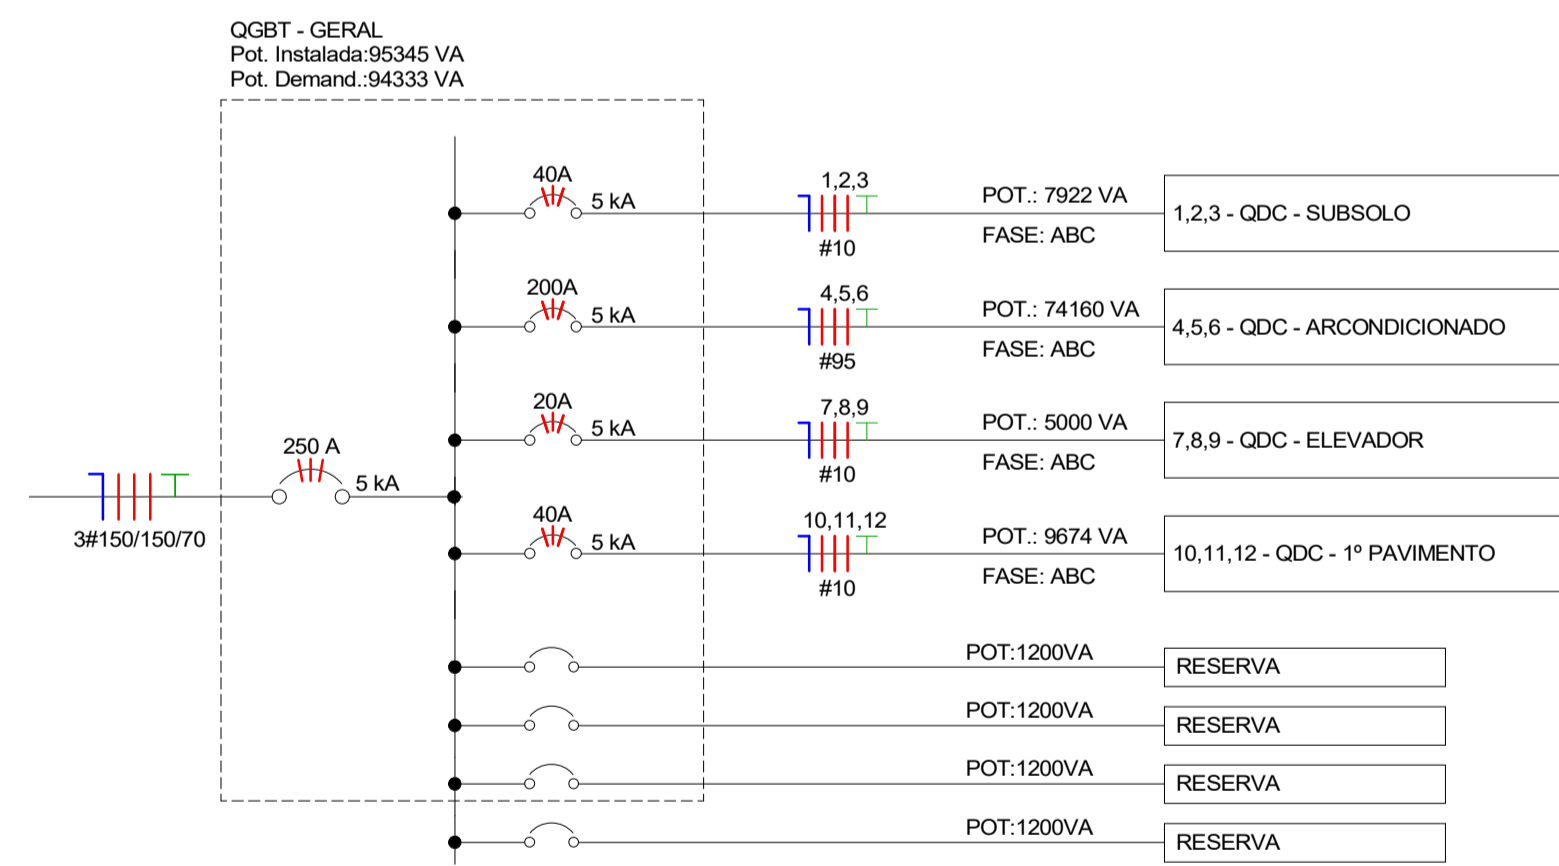 QGBT - GERAL
Pot. Instalada:95345 VA
Pot. Demand.:94333 VA
40A
5 kA
1,2,3
#10
POT.: 7922 VA
FASE: ABC
1,2,3 - QDC - SUBSOLO
200A
5 kA
4,5,6
#95
POT.: 74160 VA
FASE: ABC
4,5,6 - QDC - ARCONDICIONADO
20A
5 kA
7,8,9
#10
POT.: 5000 VA
FASE: ABC
7,8,9 - QDC - ELEVADOR
250 A
5 kA
3#150/150/70
40A
5 kA
10,11,12
#10
POT.: 9674 VA
FASE: ABC
10,11,12 - QDC - 1º PAVIMENTO
POT:1200VA
RESERVA
POT:1200VA
RESERVA
POT:1200VA
RESERVA
POT:1200VA
RESERVA